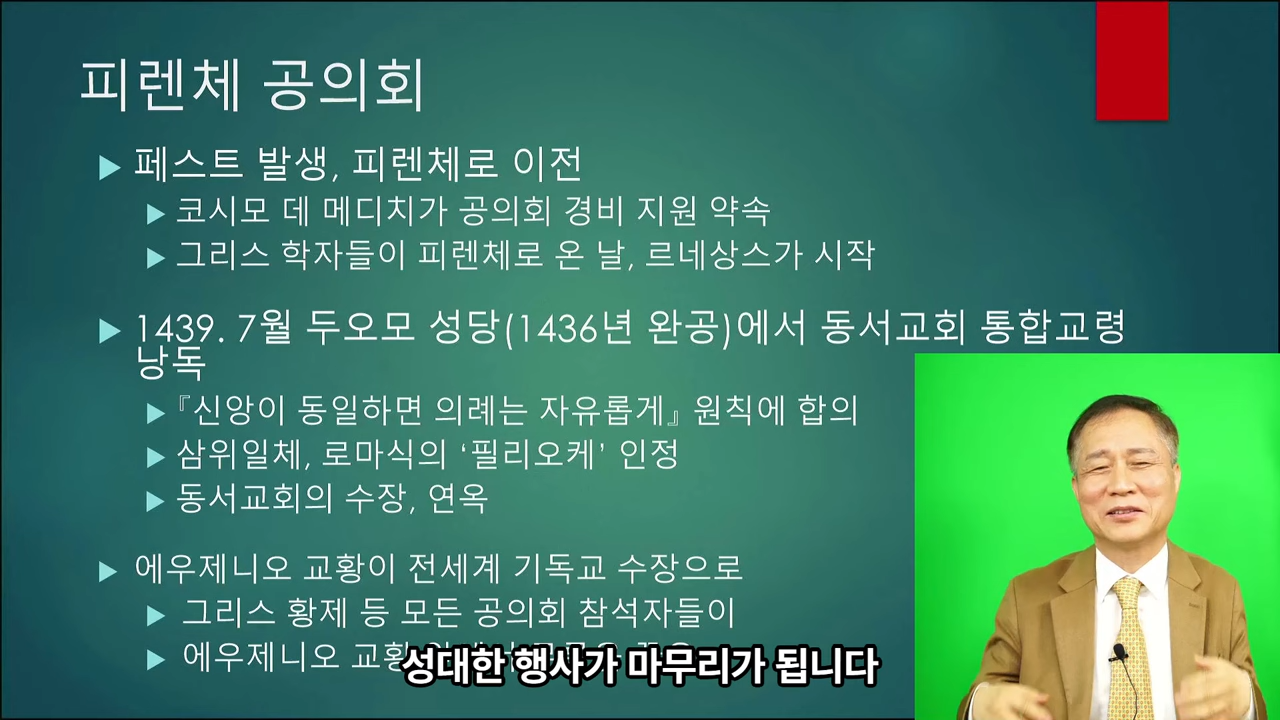 피렌체 공의회
페스트 발생, 피렌체로 이전
코시모 데 메디치가 공의회 경비 지원 약속
그리스 학자들이 피렌체로 온 날, 르네상스가 시작
1439. 7월 두오모 성당(1436년 완공)에서 동서교회 통합교령
낭독
『신앙이 동일하면 의례는 자유롭게』 원칙에 합의
삼위일체, 로마식의 ‘필리오케’ 인정
동서교회의 수장, 연옥
에우제니오 교황이 전세계 기독교 수장으로
그리스 황제 등 모든 공의회 참석자들이
에우제니오 교황
성대한 행사가 마무리가 됩니다